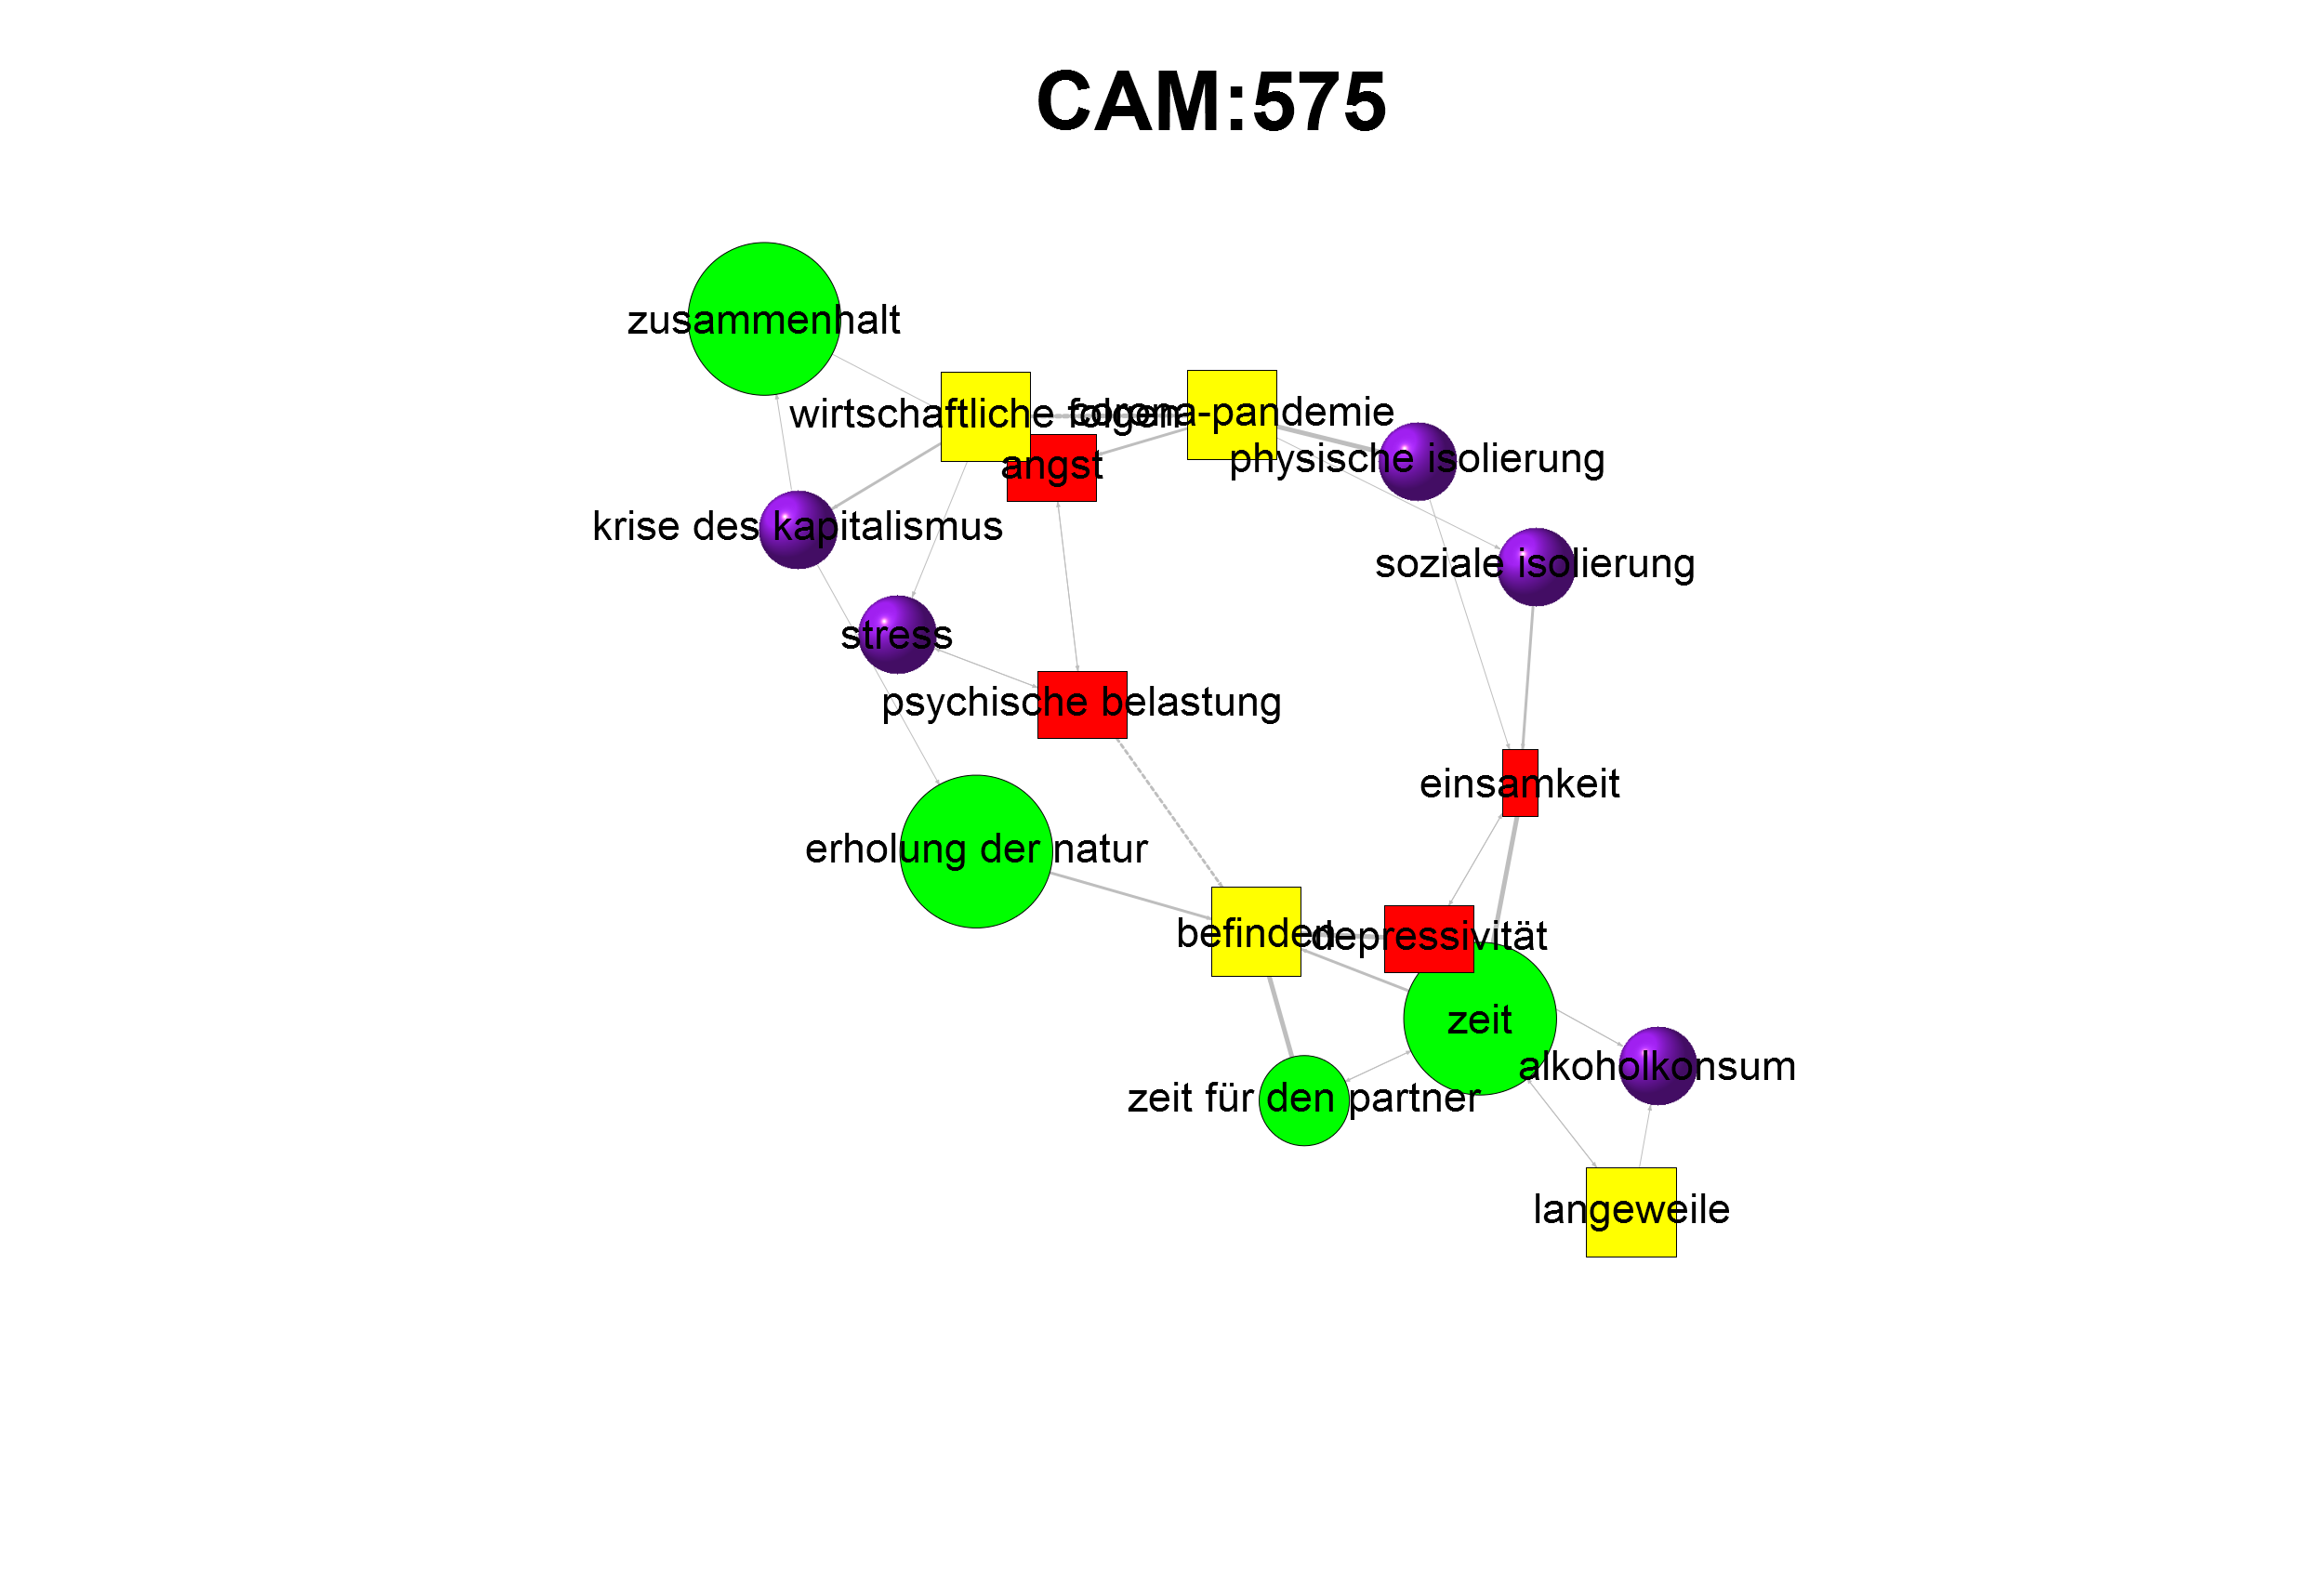 CAM:575
zusammenhalt
wirtschaftliche folgen
corona-pandemie
angst
physische isolierung
krise des kapitalismus
soziale isolierung
stress
psychische belastung
einsamkeit
erholung der natur
befinden
depressivität
zeit
alkoholkonsum
zeit für den partner
langeweile